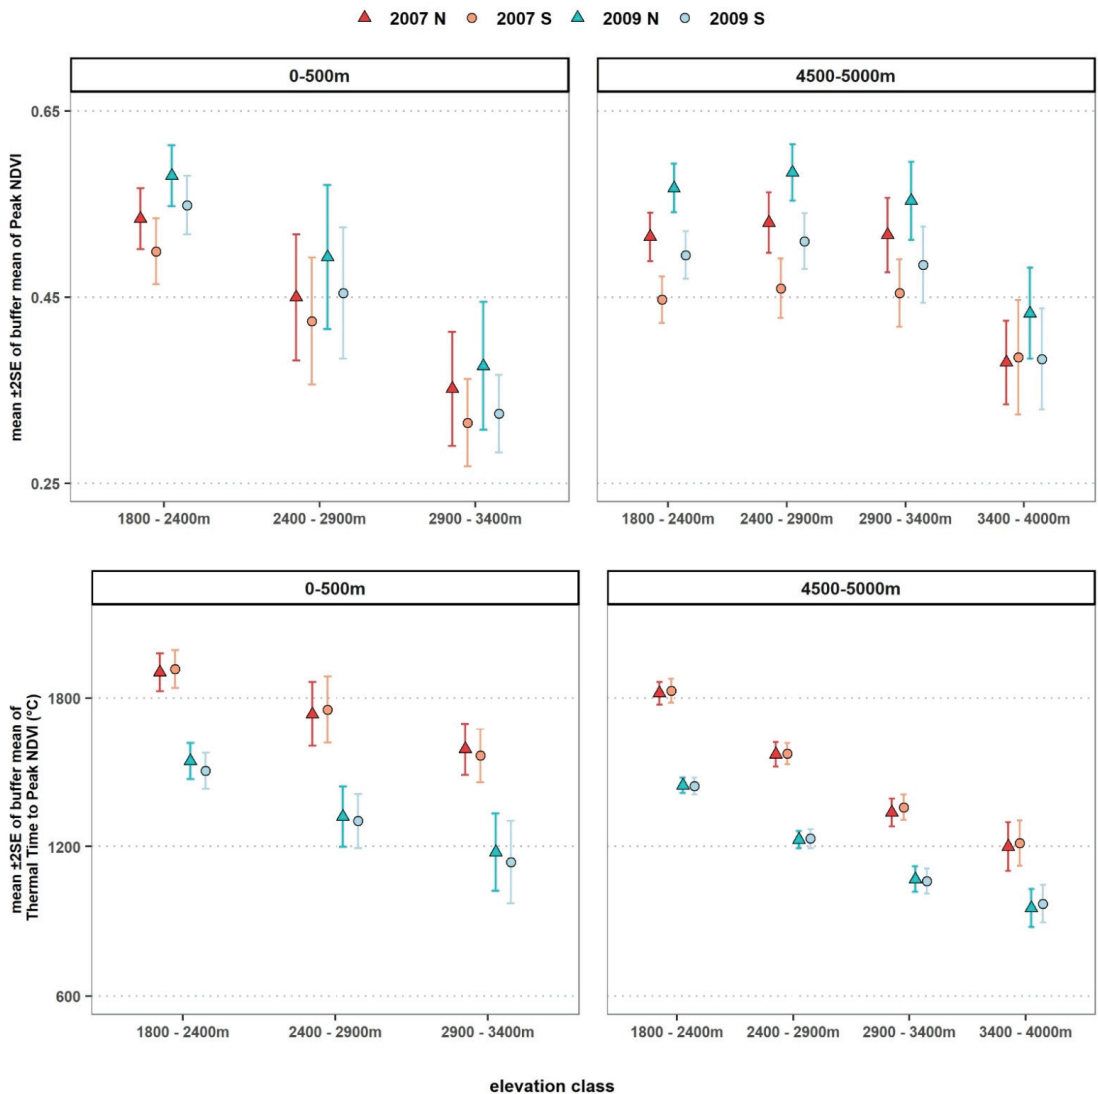 2007 N 2007 S 2009 N 2009 S
0-500m 4500-5000m
mean ±2SE of buffer mean of Peak NDVI
0.65
0.45
0.25
1800 - 2400m 2400 - 2900m 2900 - 3400m 1800 - 2400m 2400 - 2900m 2900 - 3400m 3400 - 4000m
0-500m 4500-5000m
mean ±2SE of buffer mean of
Thermal Time to Peak NDVI (°C)
1800
1200
600
1800 - 2400m 2400 - 2900m 2900 - 3400m 1800 - 2400m 2400 - 2900m 2900 - 3400m 3400 - 4000m
elevation class